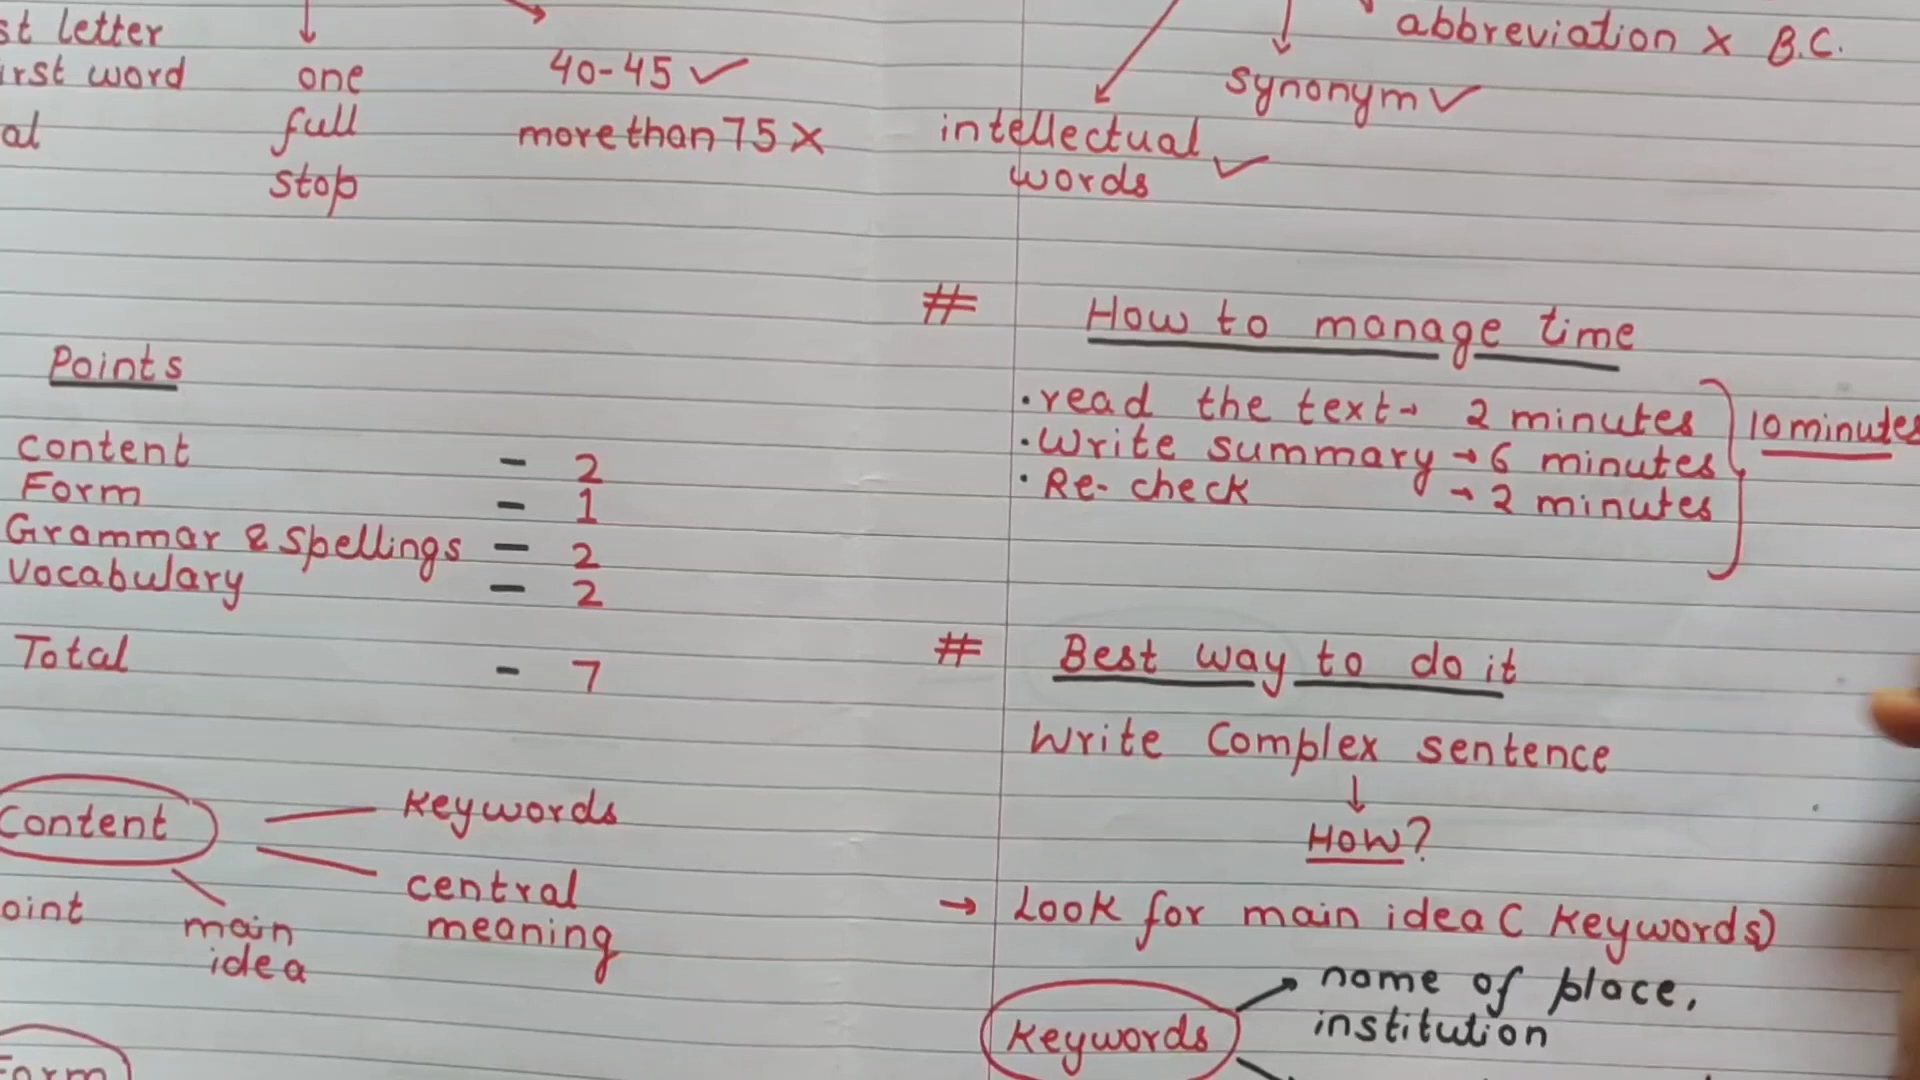 st letter
irst word
al
one
full
stop
40-45 ✓
more than 75 x
abbreviation x B.C.
synonym ✓
intellectual ✓
words
Points
Content - 2
Form - 1
Grammar & Spellings - 2
Vocabulary - 2
Total - 7
Content
Keywords
central
meaning
main
idea
oint
Form
# How to manage time
• read the text → 2 minutes
• Write summary → 6 minutes
• Re-check → 2 minutes
10 minutes
# Best way to do it
Write Complex sentence
↓
How?
→ Look for main idea ( Keywords)
Keywords
name of place,
institution